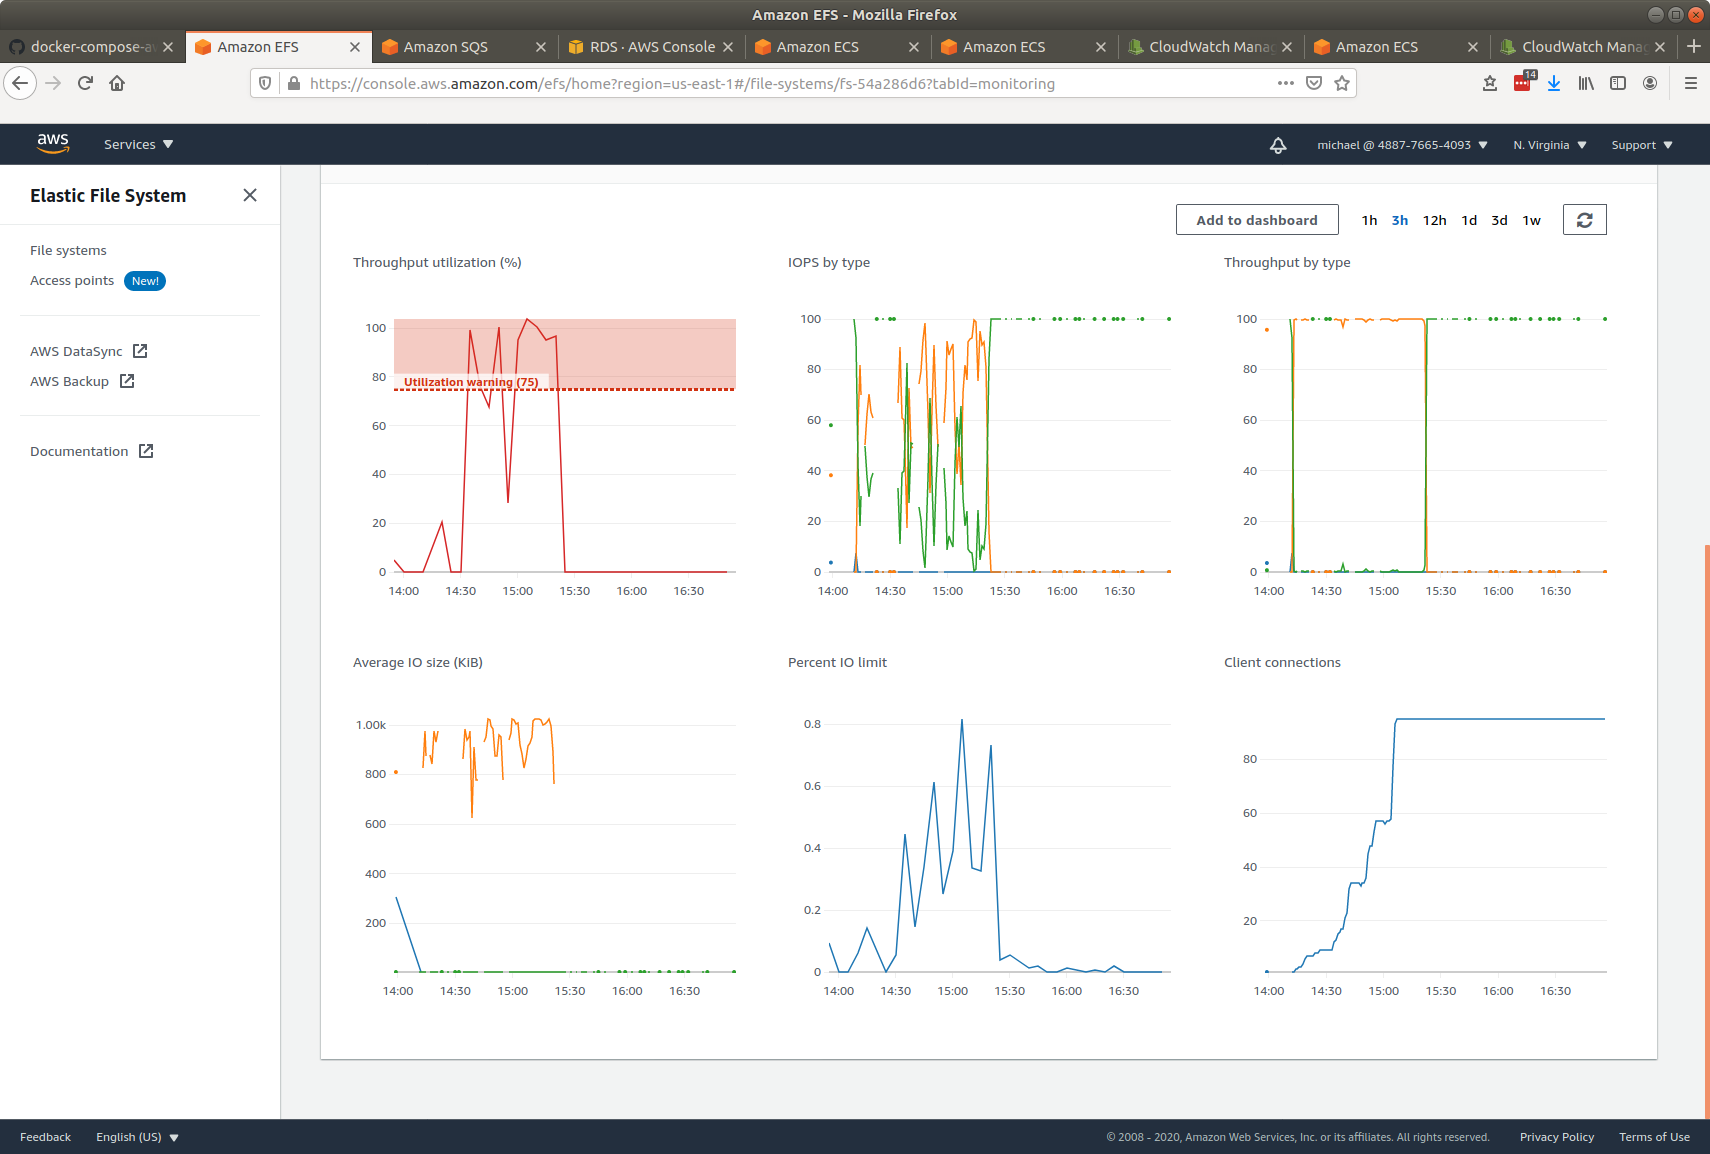 Amazon EFS - Mozilla Firefox
docker-compose-a
Amazon EFS
Amazon SQS
RDS · AWS Console
Amazon ECS
Amazon ECS
CloudWatch Manag
Amazon ECS
CloudWatch Manag
https://console.aws.amazon.com/efs/home?region=us-east-1#/file-systems/fs-54a286d6?tabId=monitoring
14
aws
Services
michael @ 4887-7665-4093
N. Virginia
Support
Elastic File System
File systems
Access points New!
AWS DataSync
AWS Backup
Documentation
Add to dashboard 1h 3h 12h 1d 3d 1w
Throughput utilization (%)
100
80
60
40
20
0
Utilization warning (75)
14:00 14:30 15:00 15:30 16:00 16:30
IOPS by type
100
80
60
40
20
0
14:00 14:30 15:00 15:30 16:00 16:30
Throughput by type
100
80
60
40
20
0
14:00 14:30 15:00 15:30 16:00 16:30
Average IO size (KiB)
1.00k
800
600
400
200
14:00 14:30 15:00 15:30 16:00 16:30
Percent IO limit
0.8
0.6
0.4
0.2
0
14:00 14:30 15:00 15:30 16:00 16:30
Client connections
80
60
40
20
14:00 14:30 15:00 15:30 16:00 16:30
Feedback English (US)
© 2008 - 2020, Amazon Web Services, Inc. or its affiliates. All rights reserved. Privacy Policy Terms of Use